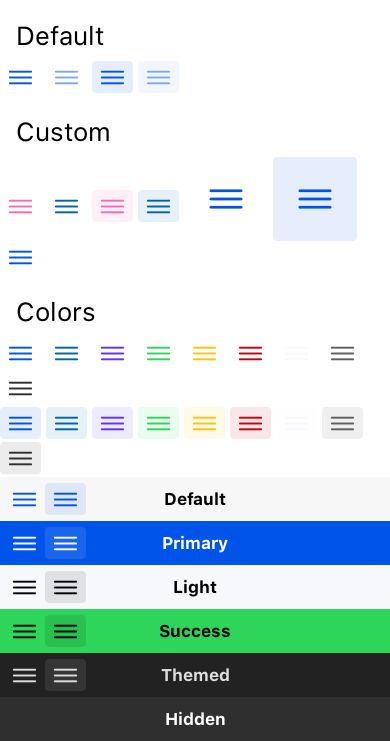 Default
Custom
Colors
Default
Primary
Light
Success
Themed
Hidden